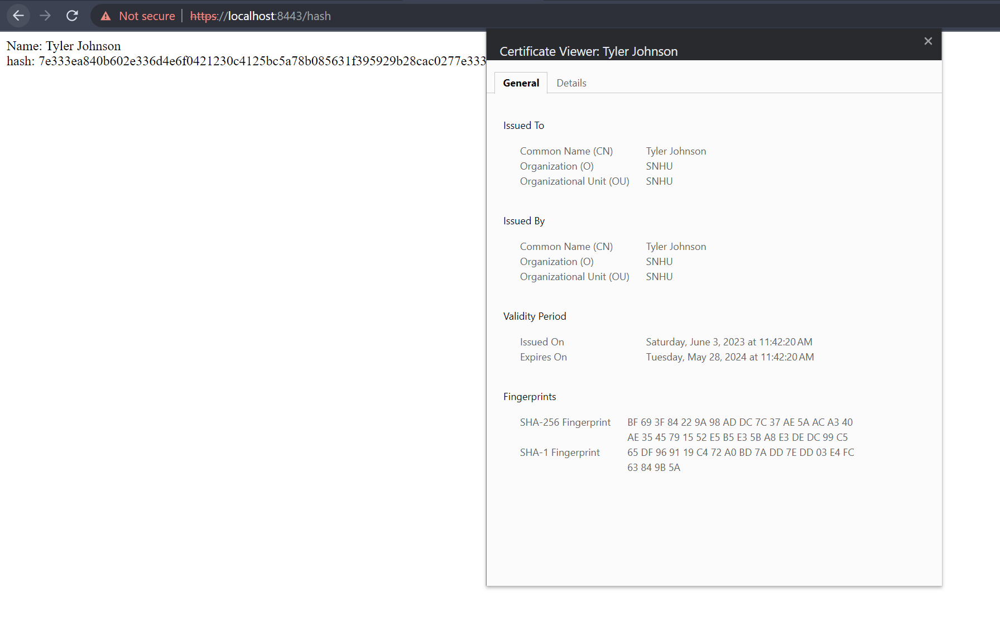 Not secure | https://localhost:8443/hash
Name: Tyler Johnson
hash: 7e333ea840b602e336d4e6f0421230c4125bc5a78b085631f395929b28cac0277e333
Certificate Viewer: Tyler Johnson
General Details
Issued To
Common Name (CN) Tyler Johnson
Organization (O) SNHU
Organizational Unit (OU) SNHU
Issued By
Common Name (CN) Tyler Johnson
Organization (O) SNHU
Organizational Unit (OU) SNHU
Validity Period
Issued On Saturday, June 3, 2023 at 11:42:20 AM
Expires On Tuesday, May 28, 2024 at 11:42:20 AM
Fingerprints
SHA-256 Fingerprint BF 69 3F 84 22 9A 98 AD DC 7C 37 AE 5A AC A3 40
AE 35 45 79 15 52 E5 B5 E3 5B A8 E3 DE DC 99 C5
SHA-1 Fingerprint 65 DF 96 91 19 C4 72 A0 BD 7A DD 7E DD 03 E4 FC
63 84 9B 5A